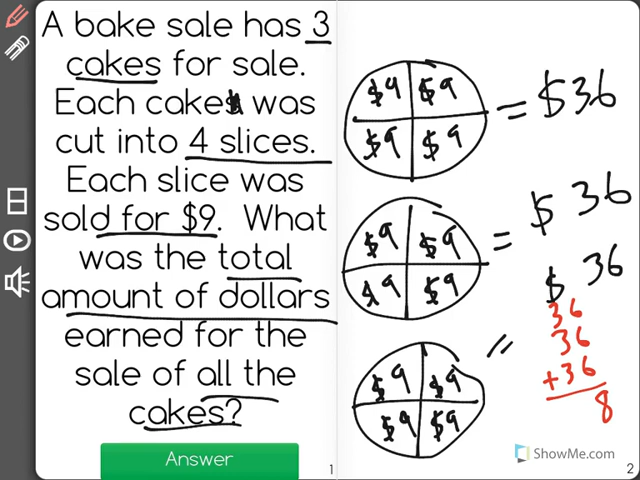 A bake sale has 3
cakes for sale.
Each cake was
cut into 4 slices.
Each slice was
sold for $9. What
was the total
amount of dollars
earned for the
sale of all the
cakes?
Answer
1
$9 $9
$9 $9
= $36
$9 $9
$9 $9
= $36
$9 $9
$9 $9
= $36
36
36
+36
8
ShowMe.com
2